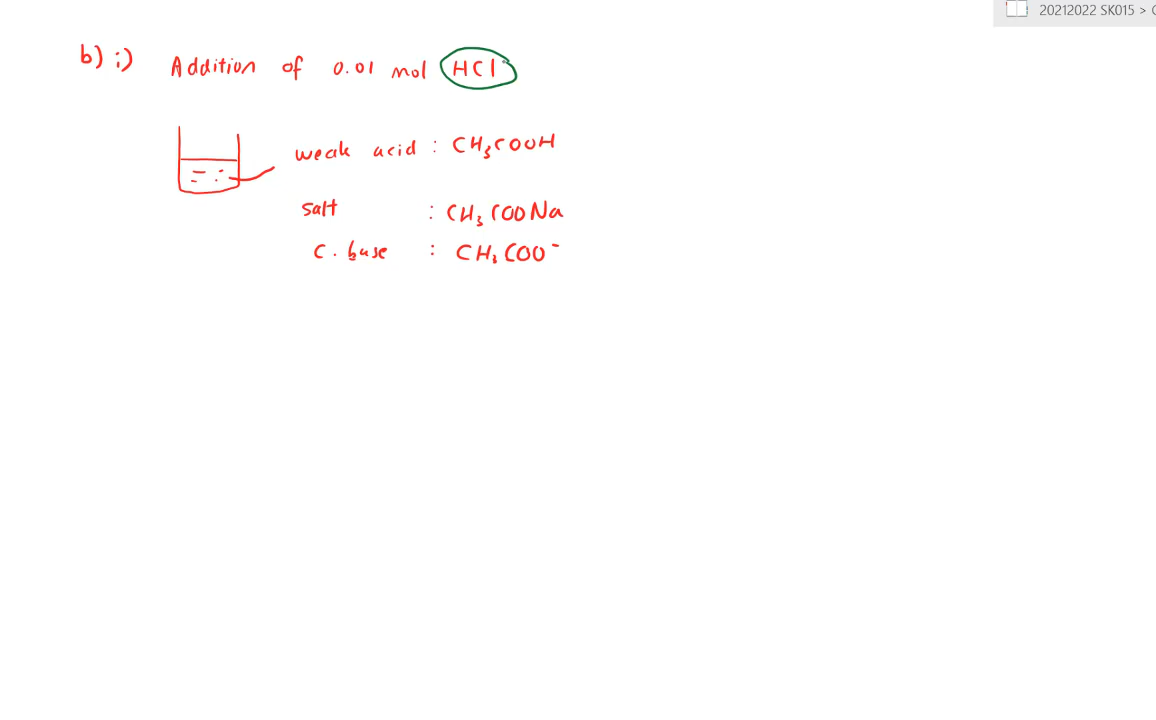 20212022 SK015 >
b) i) Addition of 0.01 mol HCl
weak acid : CH₃COOH
salt : CH₃COONa
c. base : CH₃COO⁻